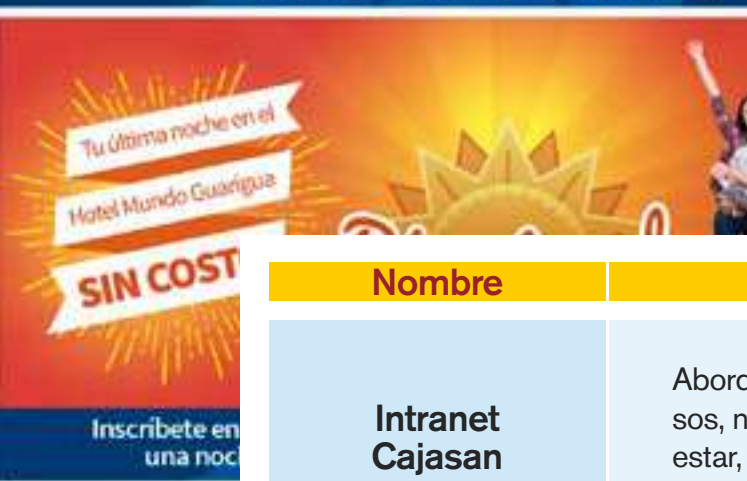 Tu última noche en el
Hotel Mundo Guarigua
SIN COST
Inscríbete en
una noc
Nombre
Intranet
Cajasan
Abord
sos, n
estar,